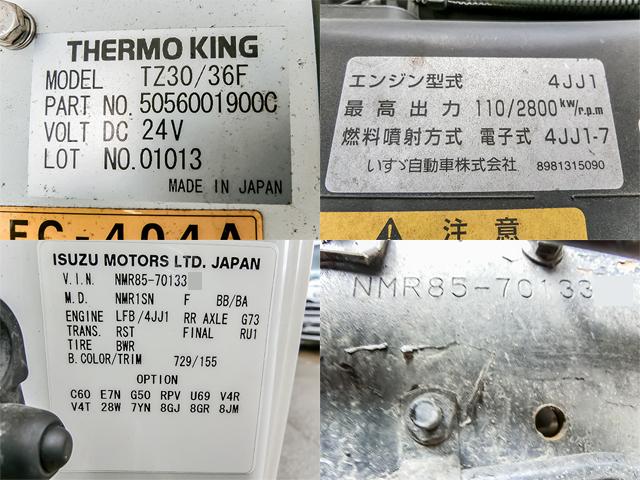 THERMO KING
MODEL TZ30/36F
PART NO. 5056001900C
VOLT DC 24V
LOT NO. 01013
MADE IN JAPAN
エンジン型式 4JJ1
最高出力 110/2800kw/r.p.m
燃料噴射方式 電子式 4JJ1-7
いすゞ自動車株式会社 8981315090
注意
ISUZU MOTORS LTD. JAPAN
V.I.N. NMR85-70133
M.D. NMR1SN F BB/BA
ENGINE LFB/4JJ1 RR AXLE G73
TRANS. RST FINAL RU1
TIRE BWR
B.COLOR/TRIM 729/155
OPTION
C60 E7N G50 RPV U69 V4R
V4T 28W 7YN 8GJ 8GR 8JM
NMR85-70133